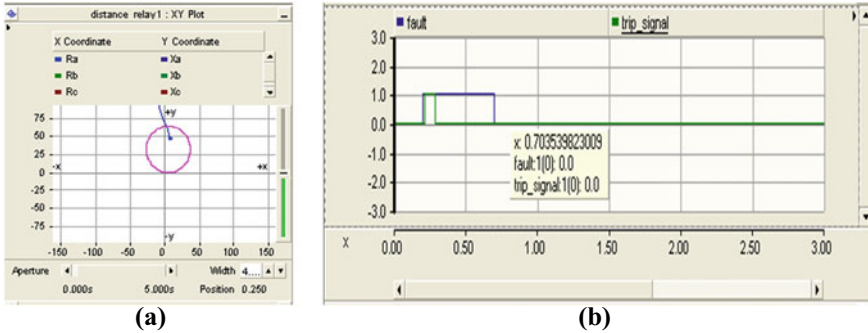 distance relay1 : XY Plot
X Coordinate Y Coordinate
Ra Xa
Rb Xb
Rc Xc
75
50
25
0
-25
-50
-75
+y
-x +x
-y
-150 -100 -50 0 50 100 150
Aperture Width 4....
0.000s 5.000s Position 0.250
(a)
fault trip_signal
3.0
2.0
1.0
0.0
-1.0
-2.0
-3.0
x: 0.703539823009
fault:1(0): 0.0
trip_signal:1(0): 0.0
X 0.00 0.50 1.00 1.50 2.00 2.50 3.00
(b)